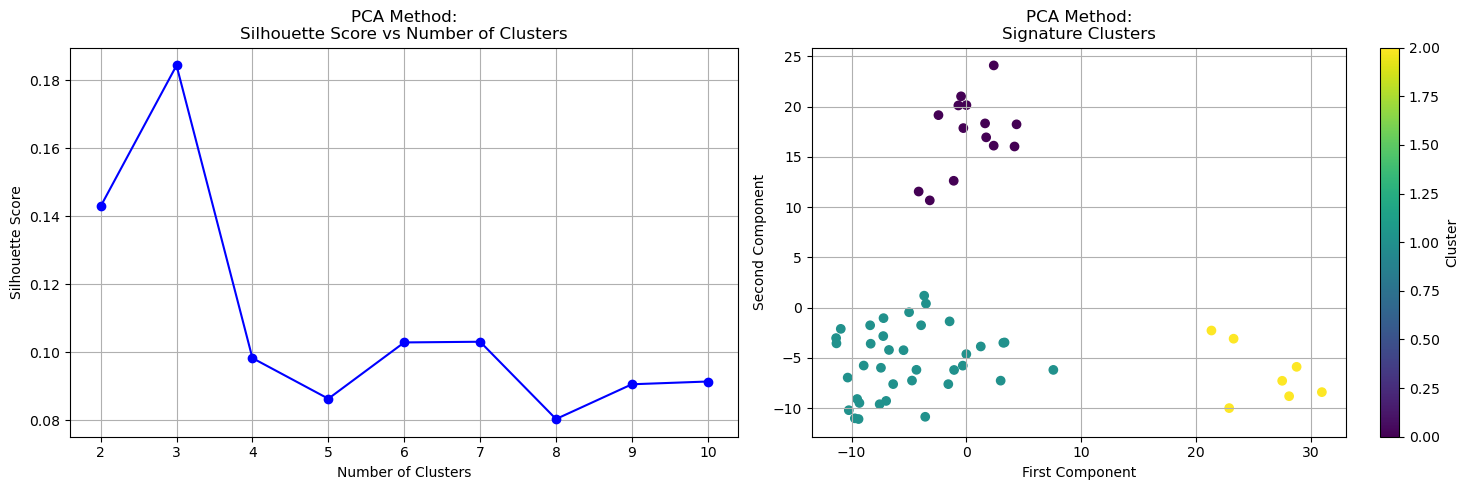 PCA Method:
Silhouette Score vs Number of Clusters
Silhouette Score
0.18
0.16
0.14
0.12
0.10
0.08
2 3 4 5 6 7 8 9 10
Number of Clusters
PCA Method:
Signature Clusters
Second Component
25
20
15
10
5
0
−5
−10
−10 0 10 20 30
First Component
2.00
1.75
1.50
1.25
1.00
0.75
0.50
0.25
0.00
Cluster